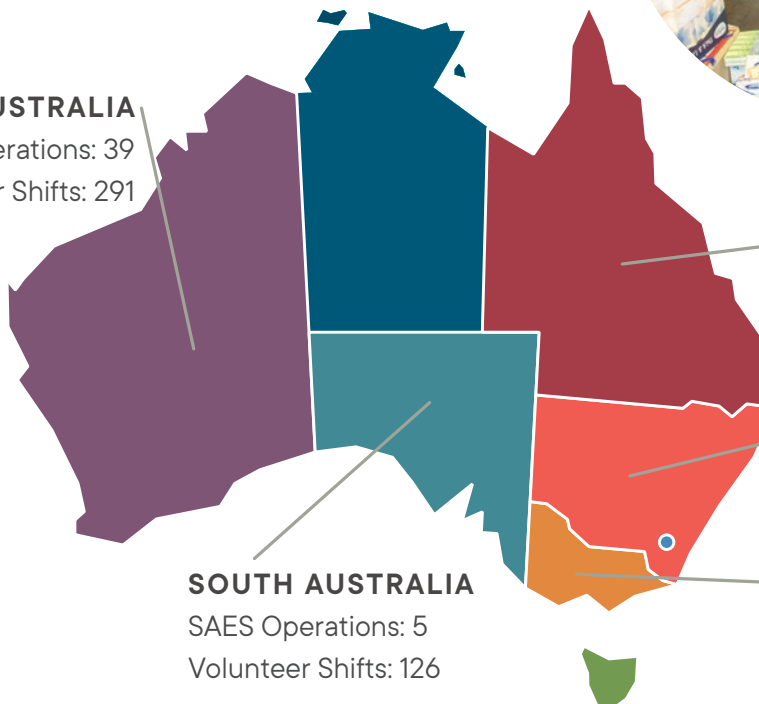 USTRALIA
erations: 39
r Shifts: 291
SOUTH AUSTRALIA
SAES Operations: 5
Volunteer Shifts: 126